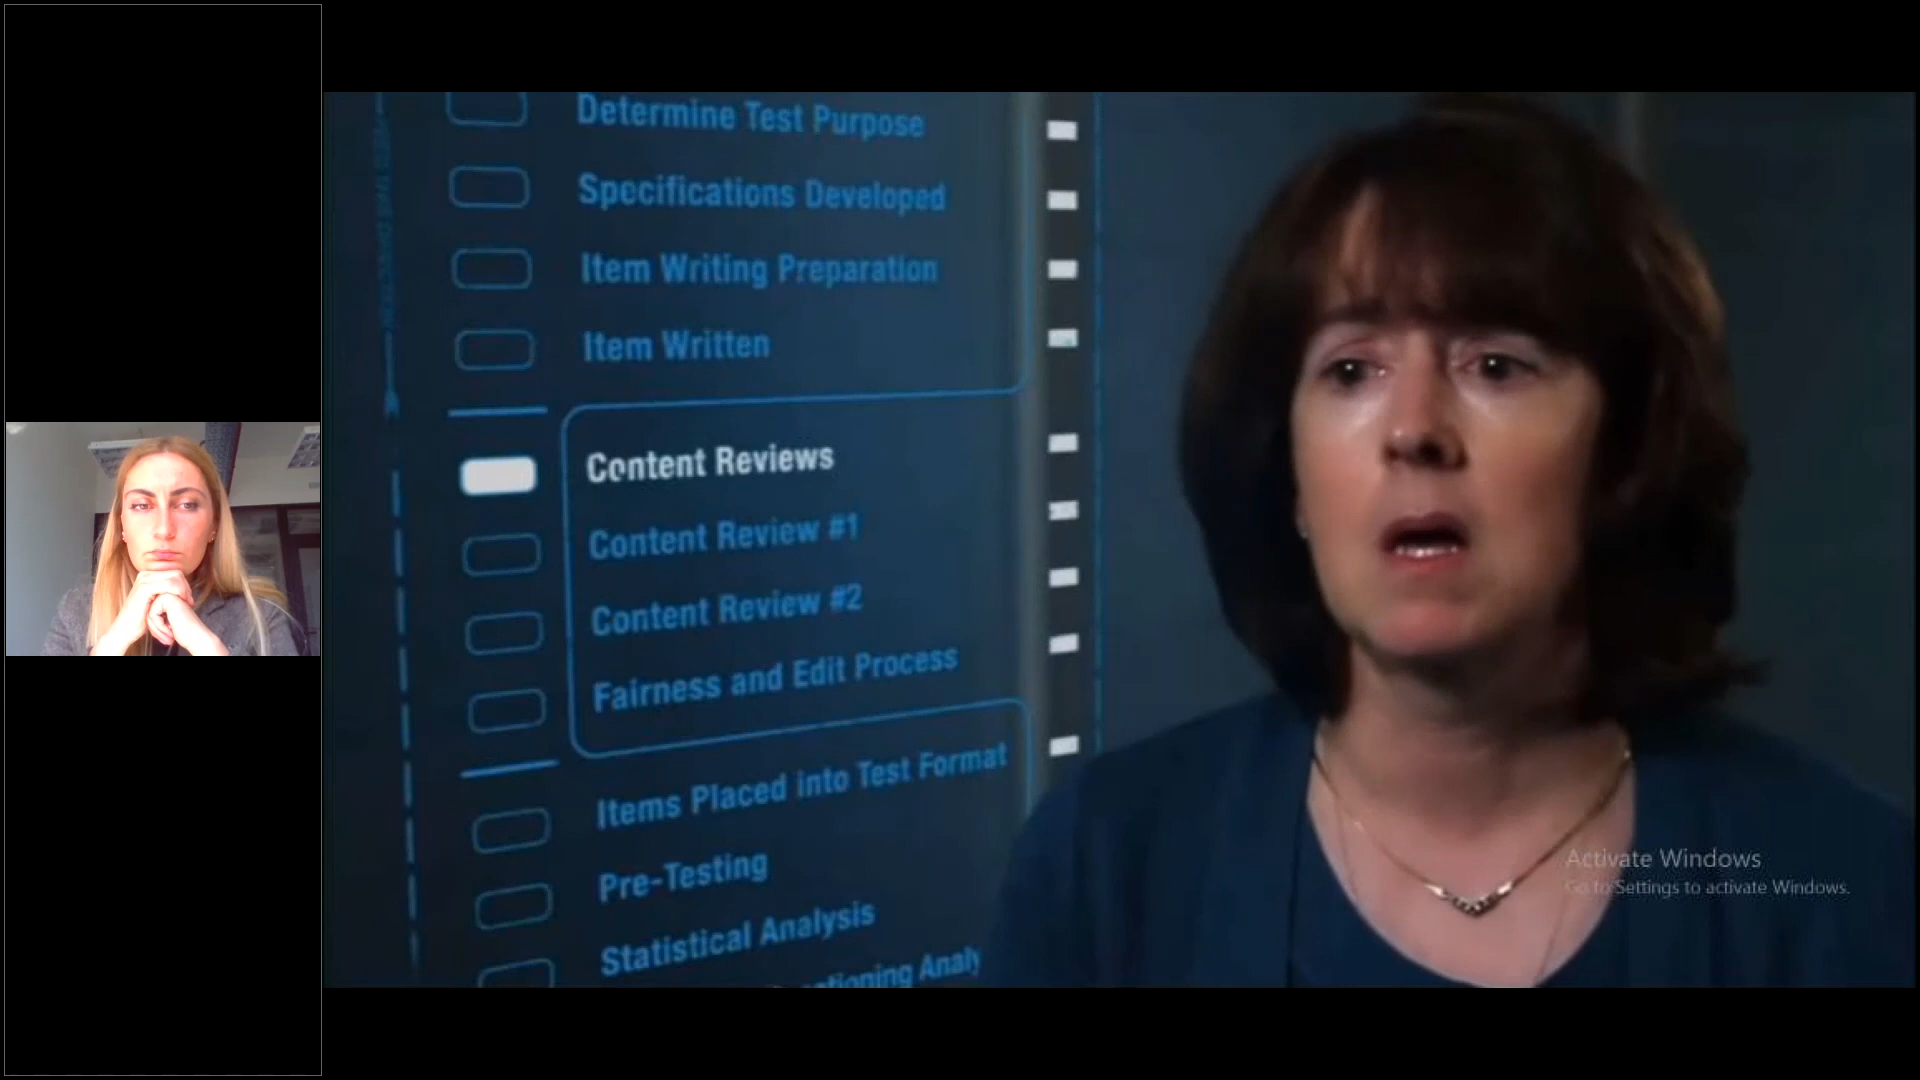 Determine Test Purpose
Specifications Developed
Item Writing Preparation
Item Written
Content Reviews
Content Review #1
Content Review #2
Fairness and Edit Process
Items Placed into Test Format
Pre-Testing
Statistical Analysis
Activate Windows
Go to Settings to activate Windows.